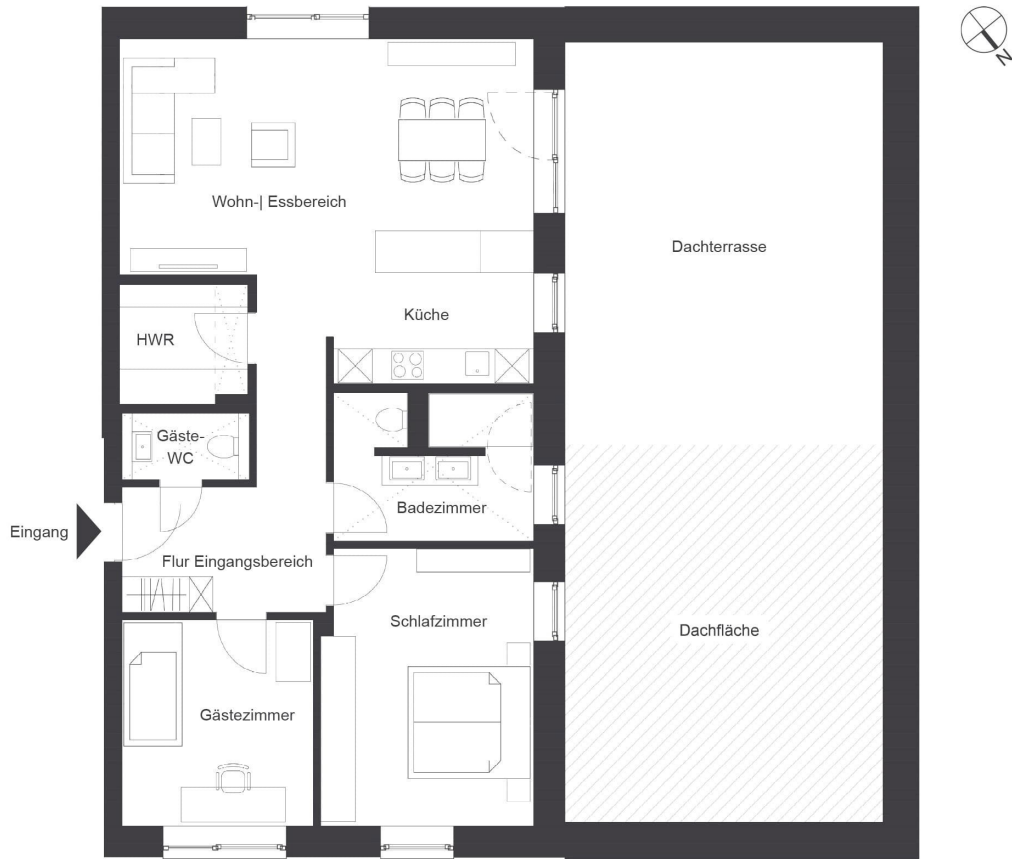 N
Wohn-| Essbereich
Dachterrasse
Küche
HWR
Gäste-
WC
Badezimmer
Eingang
Flur Eingangsbereich
Schlafzimmer
Dachfläche
Gästezimmer